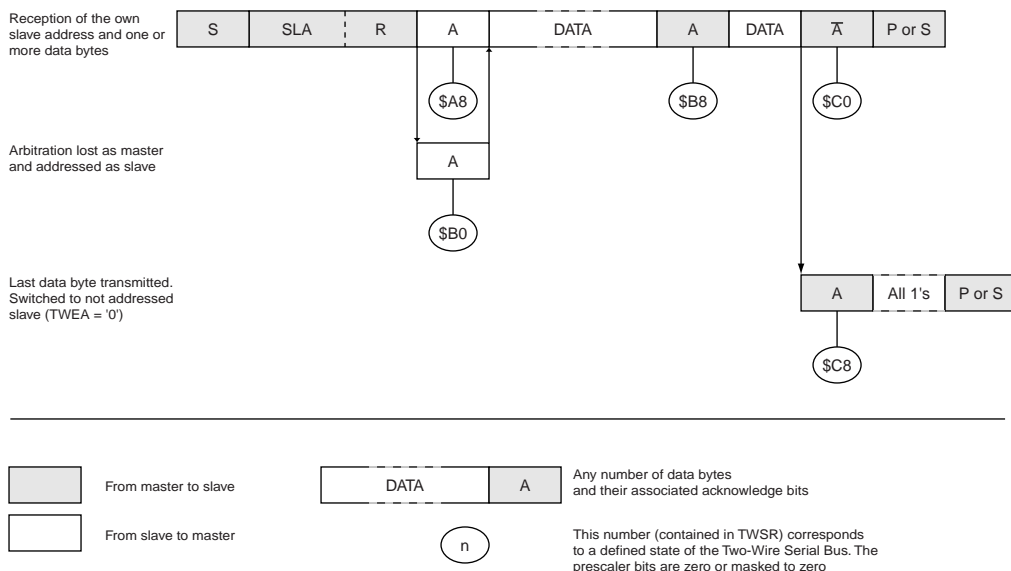 Reception of the own
slave address and one or
more data bytes
S SLA R A DATA A DATA A̅ P or S
$A8 $B8 $C0
Arbitration lost as master
and addressed as slave
A
$B0
Last data byte transmitted.
Switched to not addressed
slave (TWEA = '0')
A All 1's P or S
$C8
From master to slave
DATA A
Any number of data bytes
and their associated acknowledge bits
From slave to master
n
This number (contained in TWSR) corresponds
to a defined state of the Two-Wire Serial Bus. The
prescaler bits are zero or masked to zero